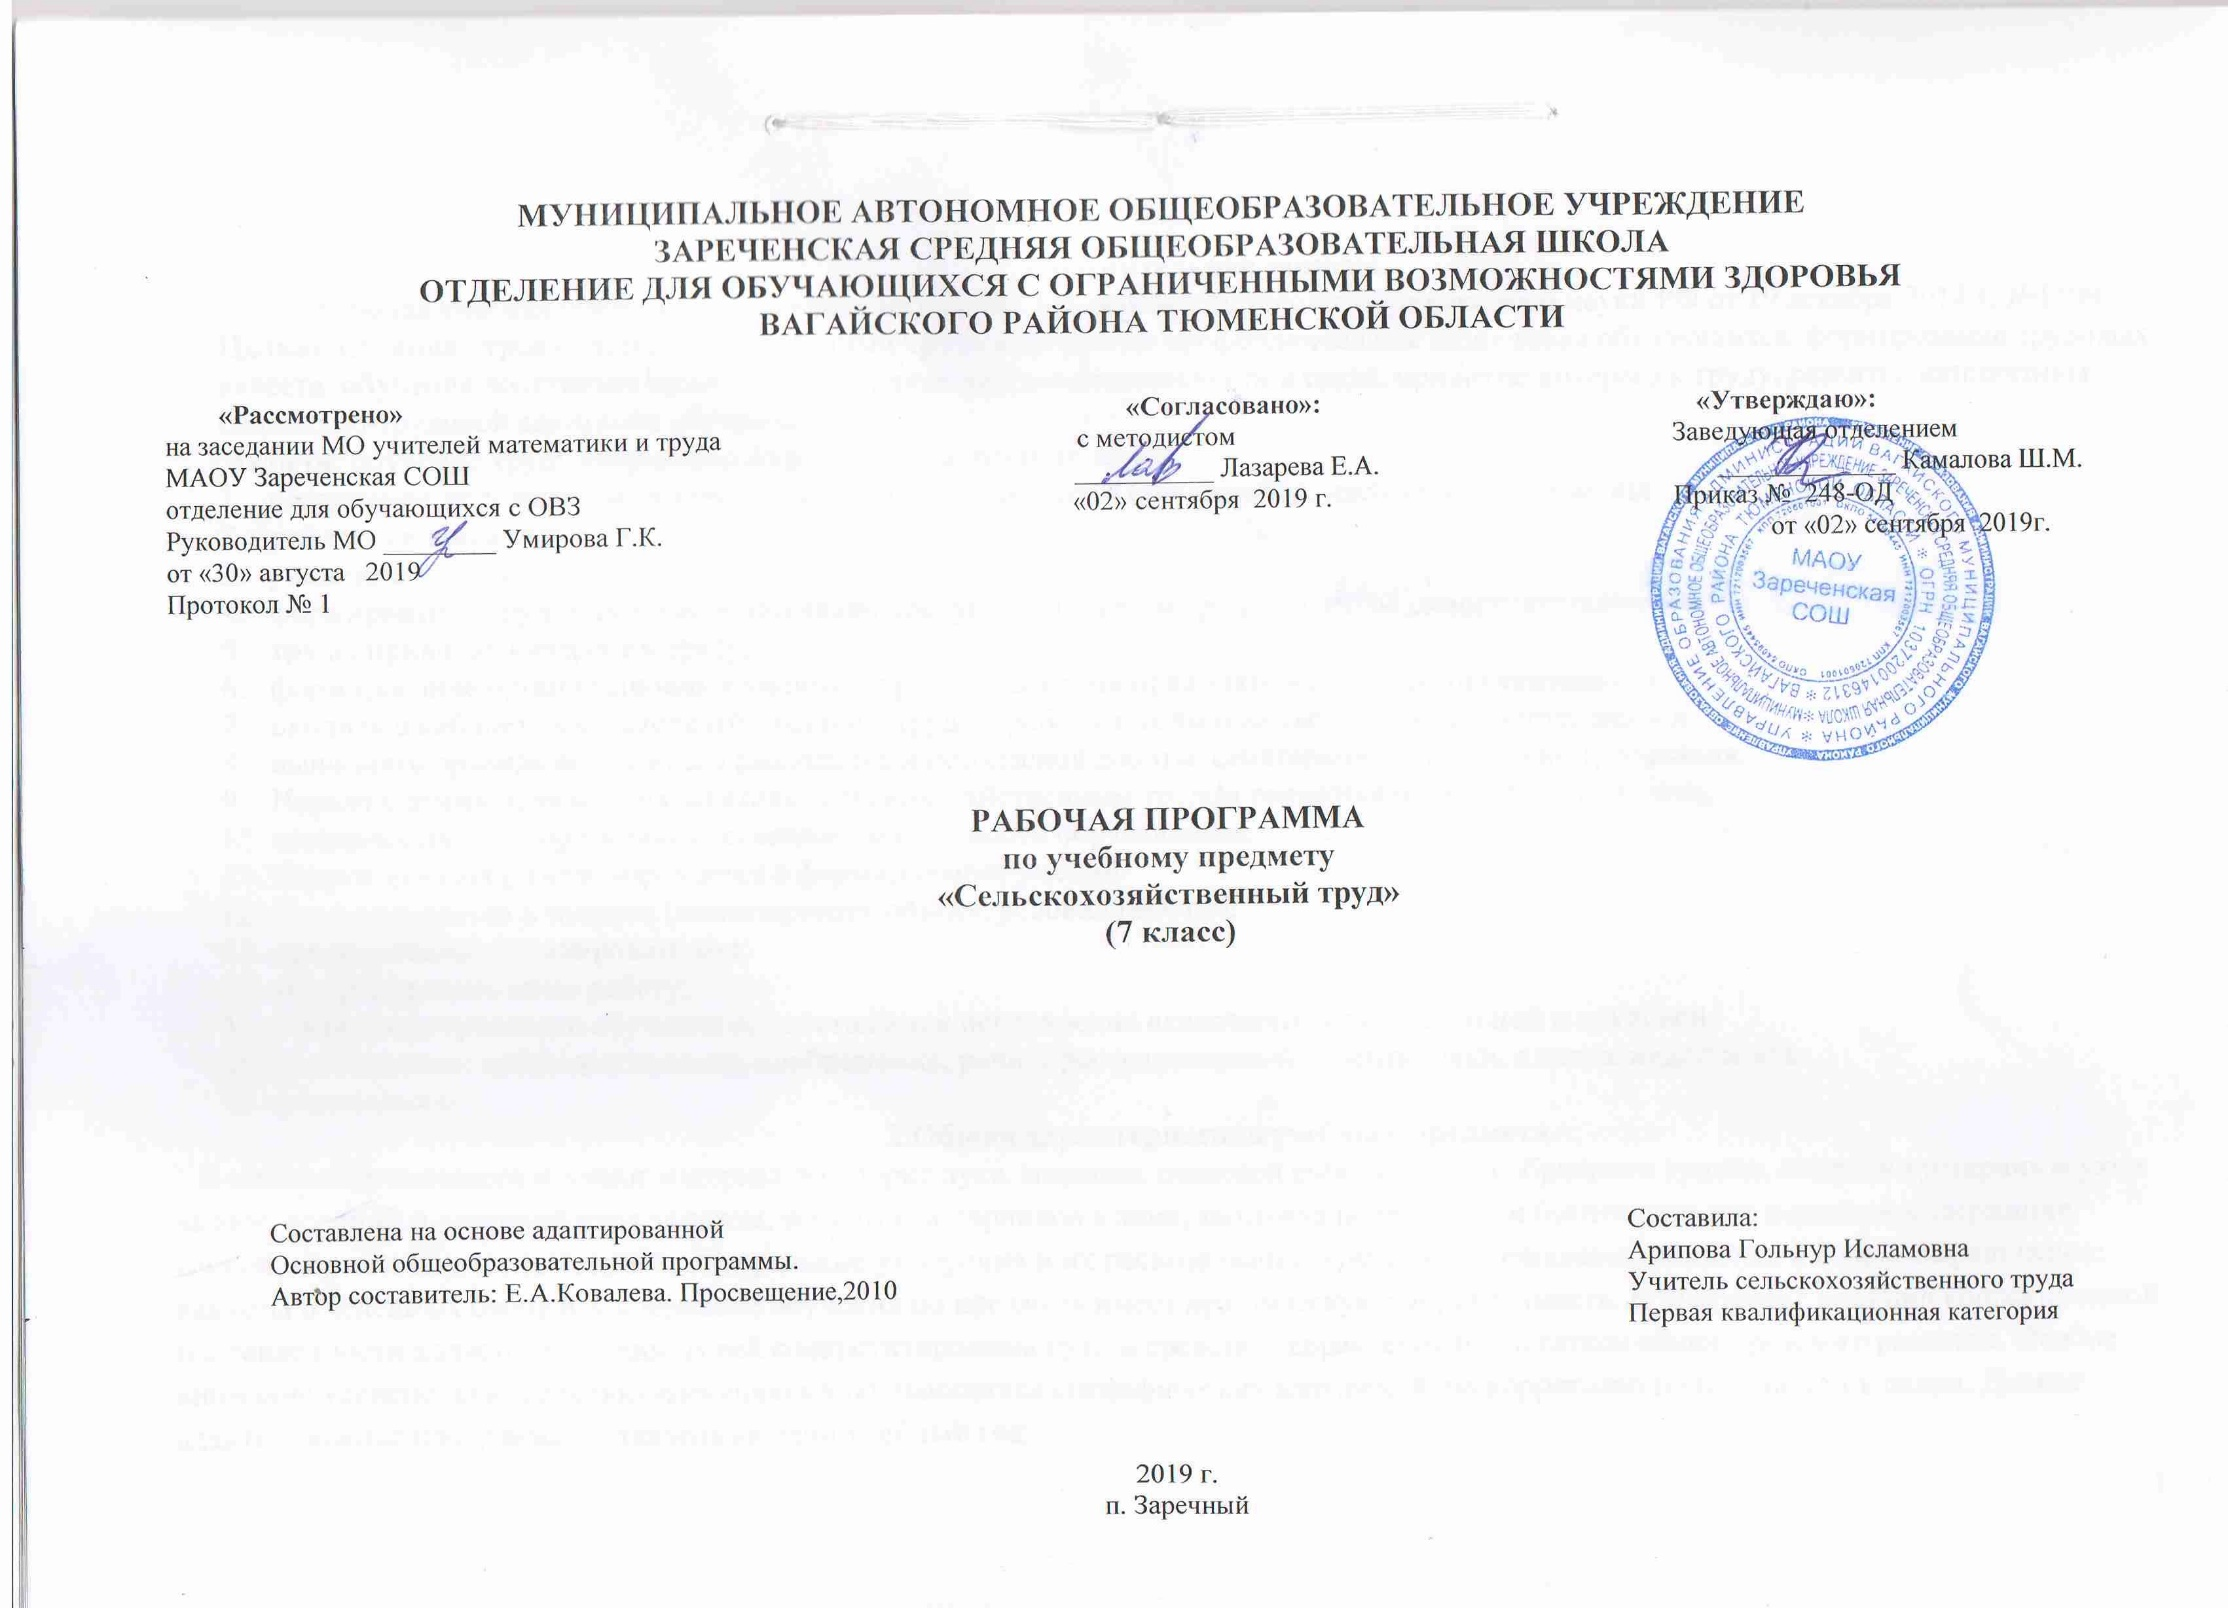 МУНИЦИПАЛЬНОЕ АВТОНОМНОЕ ОБЩЕОБРАЗОВАТЕЛЬНОЕ УЧРЕЖДЕНИЕ
ЗАРЕЧЕНСКАЯ СРЕДНЯЯ ОБЩЕОБРАЗОВАТЕЛЬНАЯ ШКОЛА
ОТДЕЛЕНИЕ ДЛЯ ОБУЧАЮЩИХСЯ С ОГРАНИЧЕННЫМИ ВОЗМОЖНОСТЯМИ ЗДОРОВЬЯ
ВАГАЙСКОГО РАЙОНА ТЮМЕНСКОЙ ОБЛАСТИ
«Рассмотрено»
на заседании МО учителей математики и труда
МАОУ Зареченская СОШ
отделение для обучающихся с ОВЗ
Руководитель МО ________ Умирова Г.К.
от «30» августа 2019
Протокол № 1
«Согласовано»:
с методистом
__________ Лазарева Е.А.
«02» сентября 2019 г.
«Утверждаю»:
Заведующая отделением
____________ Камалова Ш.М.
Приказ № 248-ОД
от «02» сентября 2019г.
МАОУ
Зареченская
СОШ
РАБОЧАЯ ПРОГРАММА
по учебному предмету
«Сельскохозяйственный труд»
(7 класс)
Составлена на основе адаптированной
Основной общеобразовательной программы.
Автор составитель: Е.А.Ковалева. Просвещение,2010
Составила:
Арипова Гольнур Исламовна
Учитель сельскохозяйственного труда
Первая квалификационная категория
2019 г.
п. Заречный